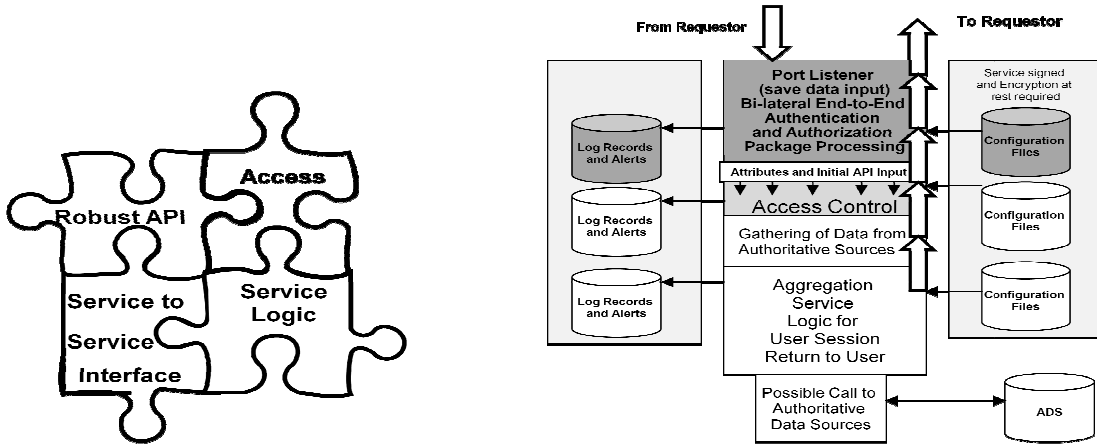 Access
Robust API
Service to
Service
Interface
Service
Logic
From Requestor
To Requestor
Log Records
and Alerts
Log Records
and Alerts
Log Records
and Alerts
Port Listener
(save data input)
Bi-lateral End-to-End
Authentication
and Authorization
Package Processing
Attributes and Initial API Input
Access Control
Gathering of Data from
Authoritative Sources
Aggregation
Service
Logic for
User Session
Return to User
Possible Call to
Authoritative
Data Sources
Service signed
and Encryption at
rest required
Configuration
Files
Configuration
Files
Configuration
Files
ADS